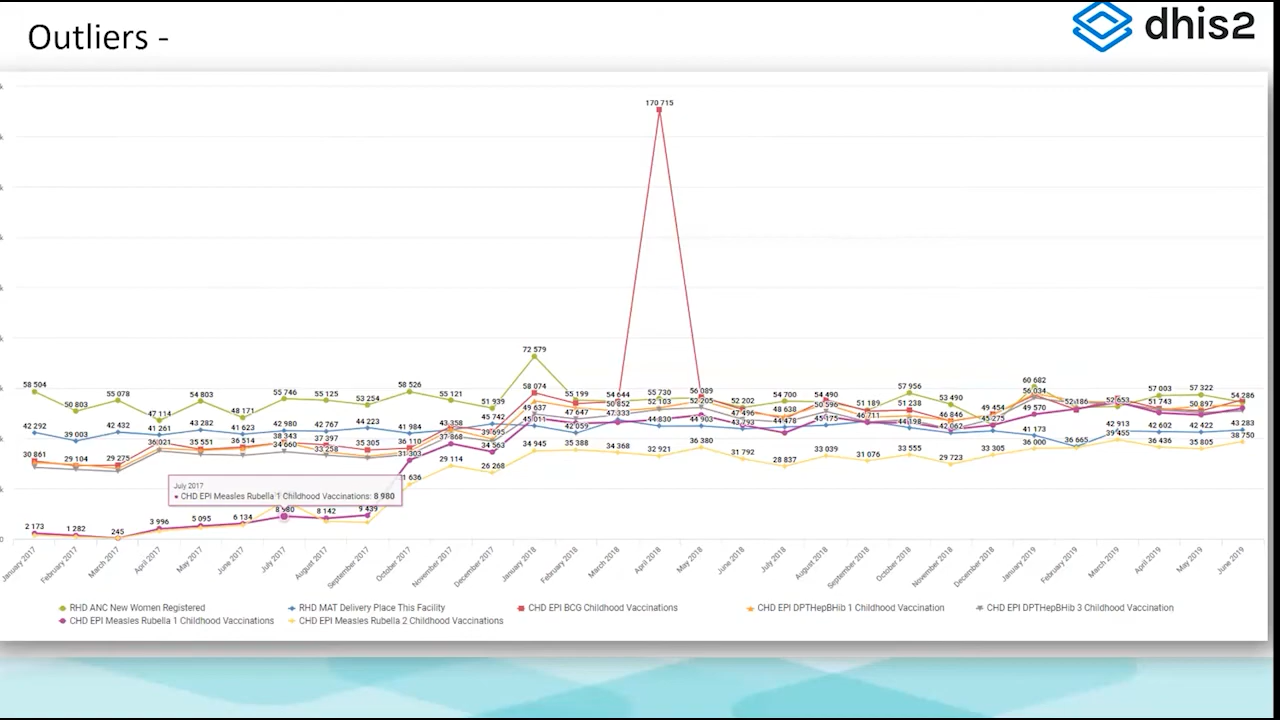 Outliers -
dhis2
170 715
72 579
58 504 50 803 55 078 47 114 54 803 48 171 55 746 55 125 53 254 58 526 55 121 51 939 58 074 55 199 54 644 55 730 56 089 52 202 54 700 54 490 51 189 57 956 53 490 49 454 60 682 56 034 52 186 52 653 57 003 57 322 54 286
45 742 49 637 47 647 50 652 52 103 52 205 47 496 48 638 50 596 46 711 51 238 46 846 49 570 51 743 50 897
42 292 39 003 42 432 41 261 43 282 41 623 42 980 42 767 44 223 41 984 43 358 39 695 45 011 42 059 47 333 44 830 44 903 43 293 44 478 45 175 44 198 42 062 45 275 41 173 36 665 42 913 42 602 42 422 43 283
30 861 29 104 29 275 36 021 35 551 36 514 38 343 37 397 35 305 36 110 37 868 34 563
34 660 33 258 31 303
29 114 26 268 34 945 35 388 34 368 32 921 36 380 31 792 28 837 33 039 31 076 33 555 29 723 33 305 36 000 39 455 36 436 35 805 38 750
July 2017
CHD EPI Measles Rubella 1 Childhood Vaccinations: 8 980
2 173 1 282 245 3 996 5 095 6 134 8 980 8 142 9 439
0
January 2017 February 2017 March 2017 April 2017 May 2017 June 2017 July 2017 August 2017 September 2017 October 2017 November 2017 December 2017 January 2018 February 2018 March 2018 April 2018 May 2018 June 2018 July 2018 August 2018 September 2018 October 2018 November 2018 December 2018 January 2019 February 2019 March 2019 April 2019 May 2019 June 2019
RHD ANC New Women Registered RHD MAT Delivery Place This Facility CHD EPI BCG Childhood Vaccinations CHD EPI DPTHepBHib 1 Childhood Vaccination CHD EPI DPTHepBHib 3 Childhood Vaccination
CHD EPI Measles Rubella 1 Childhood Vaccinations CHD EPI Measles Rubella 2 Childhood Vaccinations